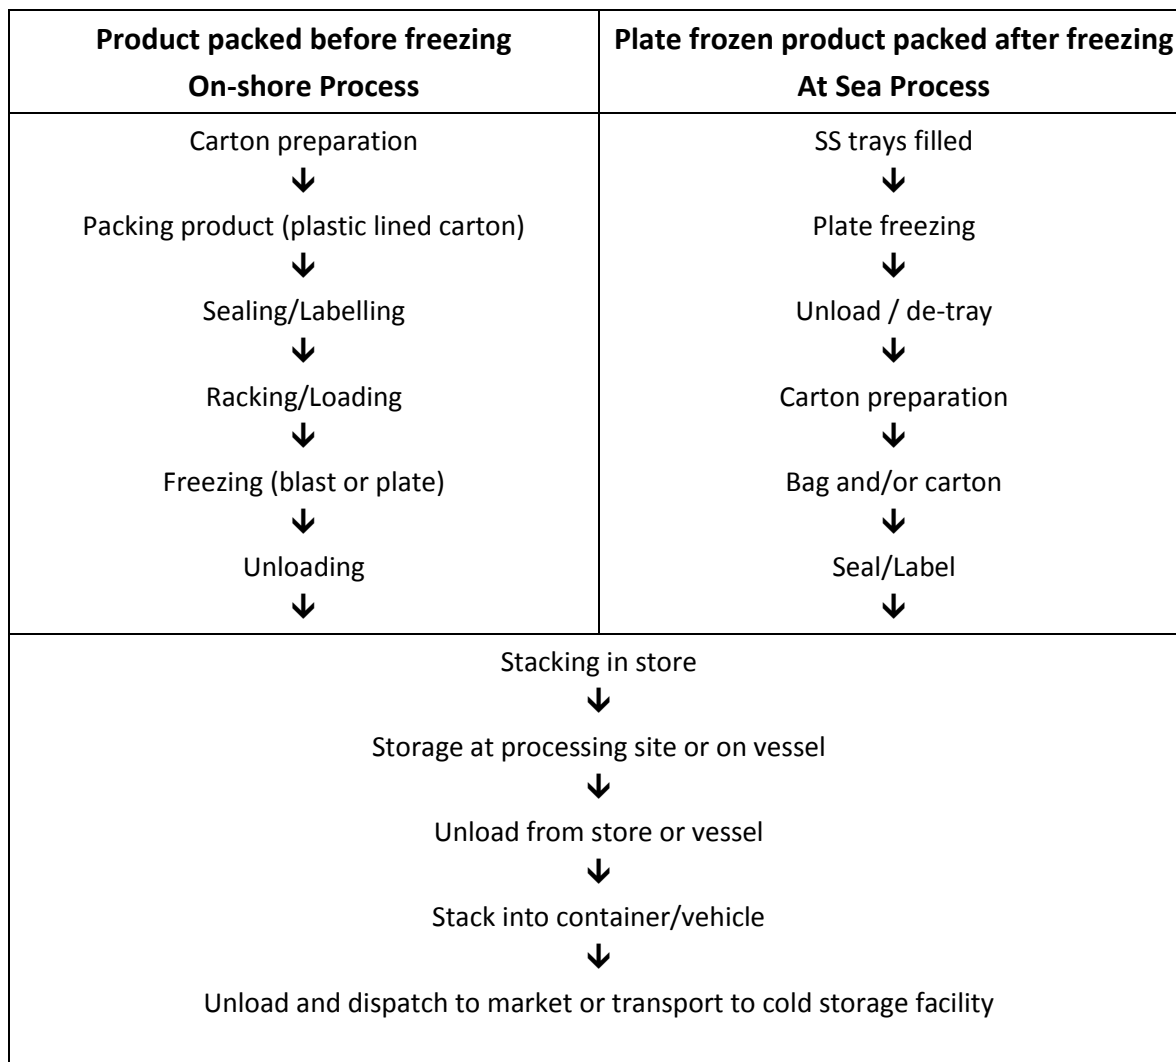 Product packed before freezing
On-shore Process
Plate frozen product packed after freezing
At Sea Process
Carton preparation
Packing product (plastic lined carton)
Sealing/Labelling
Racking/Loading
Freezing (blast or plate)
Unloading
SS trays filled
Plate freezing
Unload / de-tray
Carton preparation
Bag and/or carton
Seal/Label
Stacking in store
Storage at processing site or on vessel
Unload from store or vessel
Stack into container/vehicle
Unload and dispatch to market or transport to cold storage facility